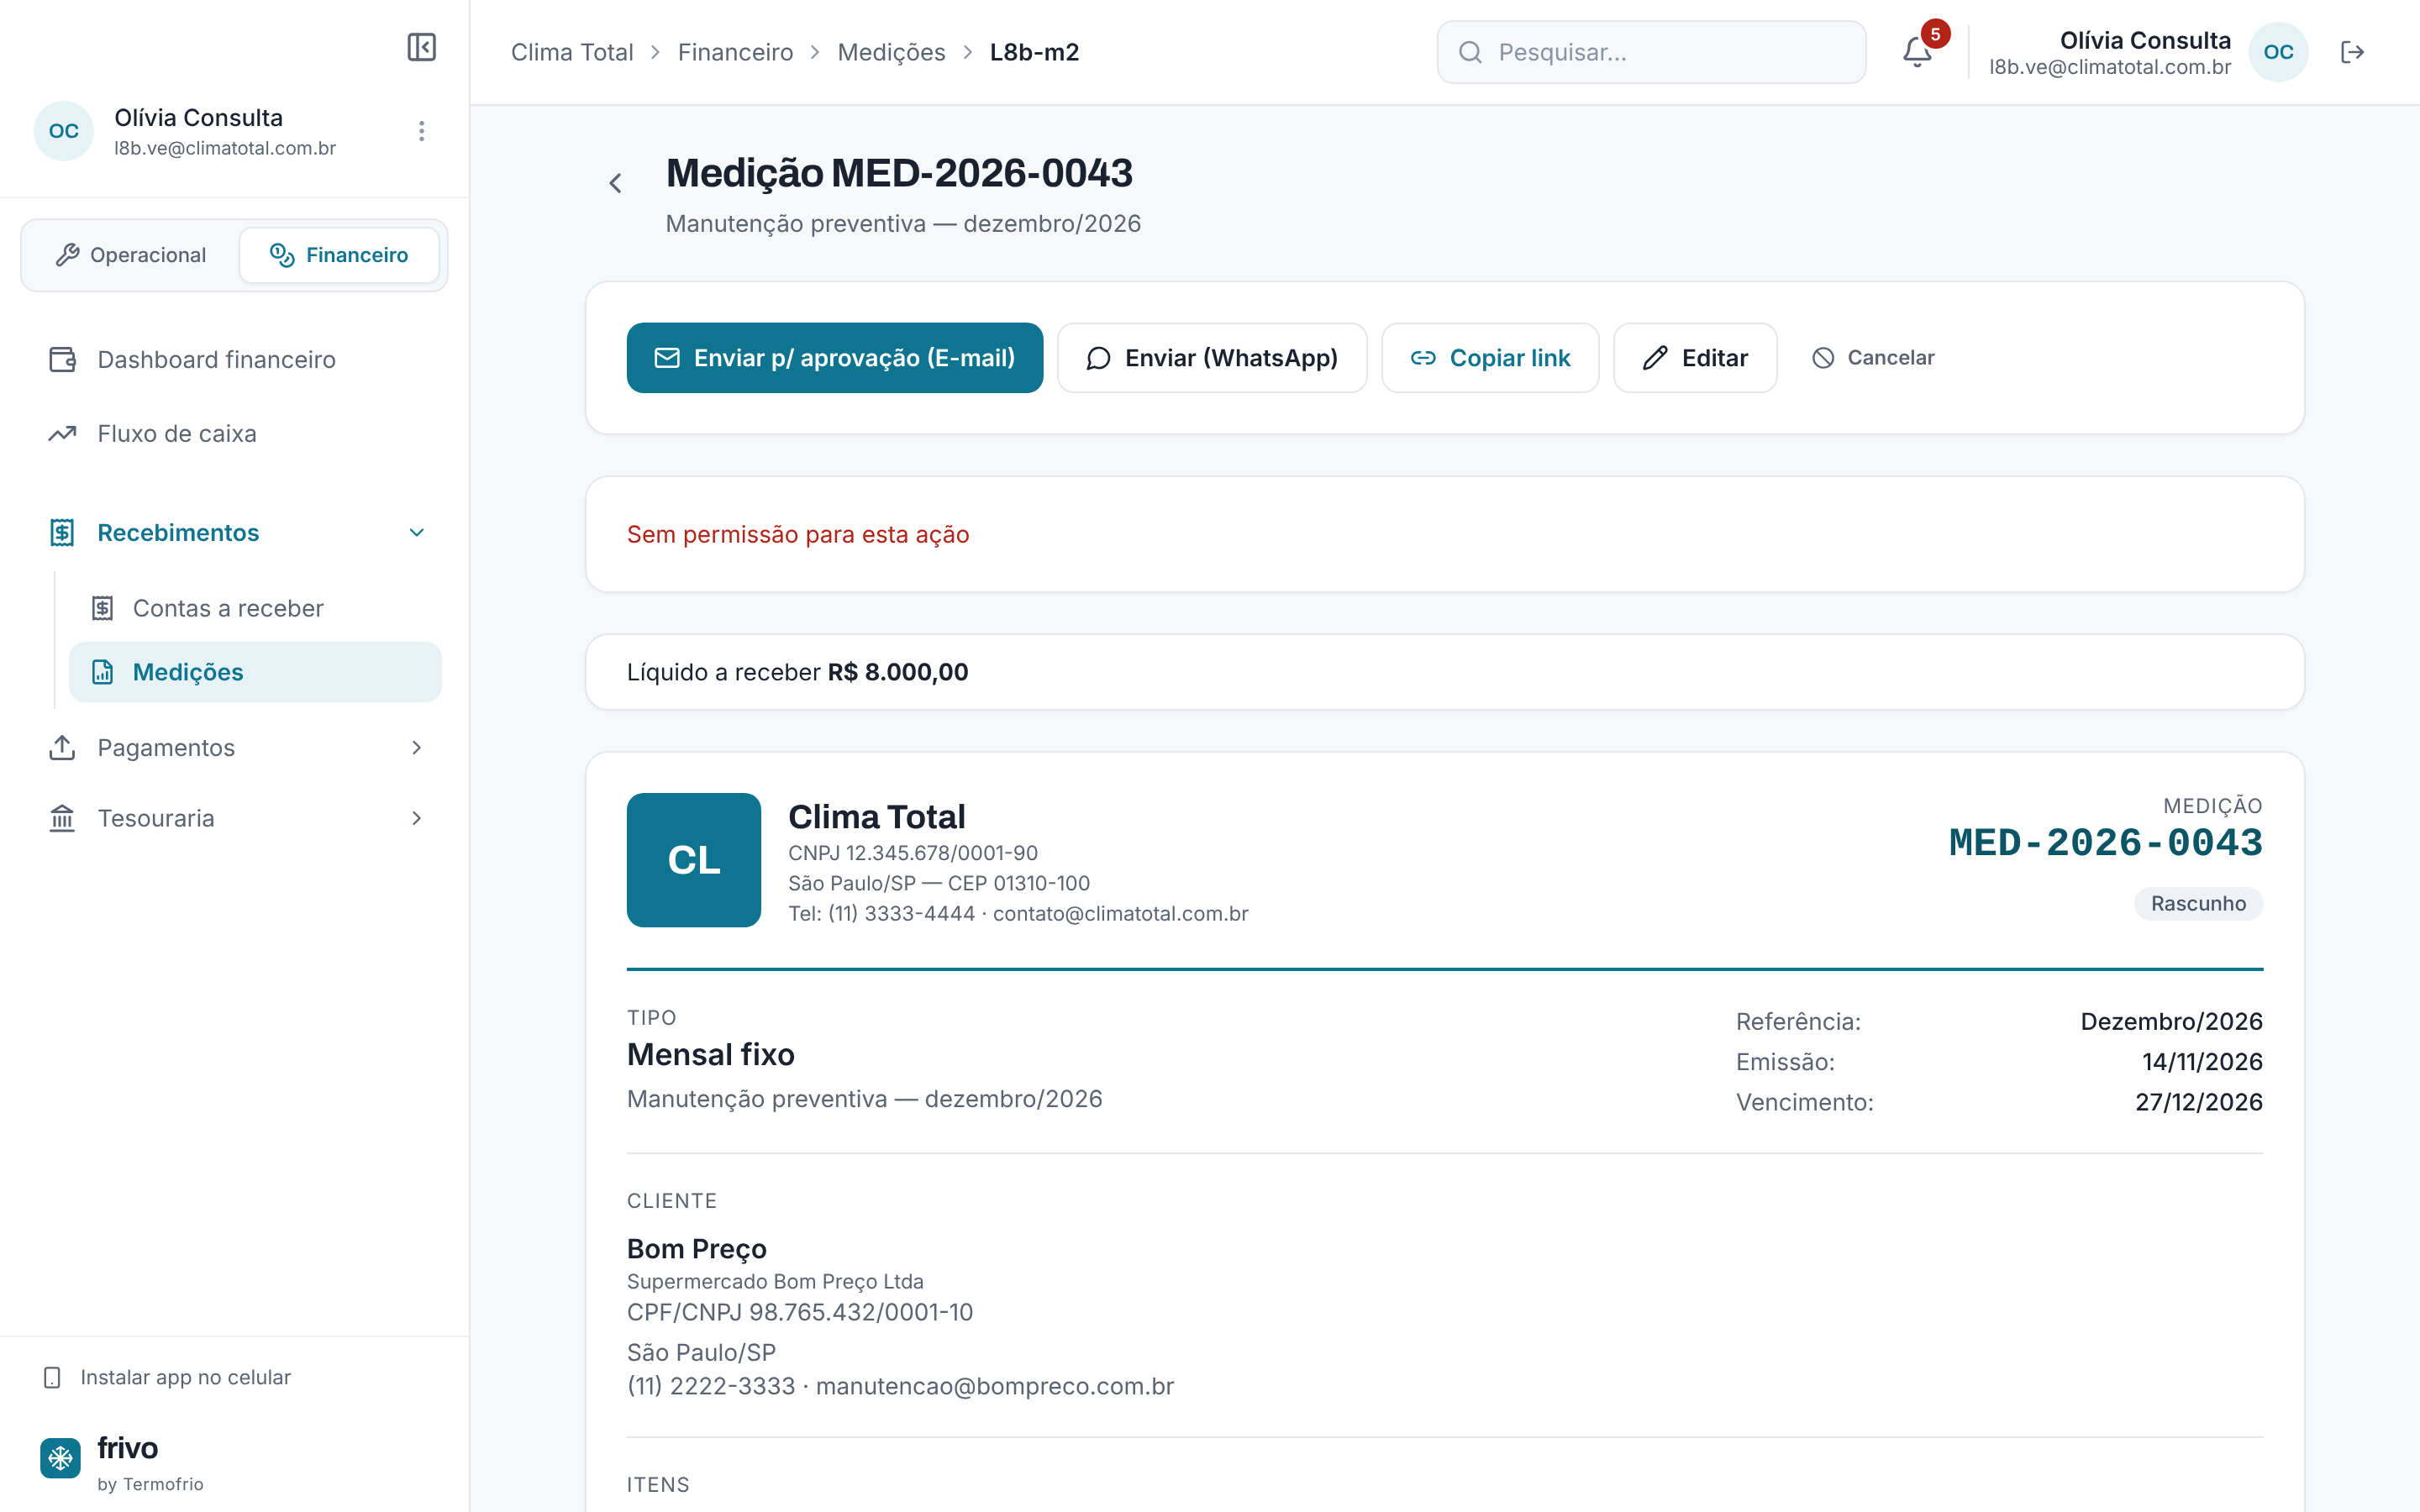 Clima Total > Financeiro > Medições > L8b-m2
Pesquisar...
5
Olívia Consulta
l8b.ve@climatotal.com.br
OC
OC
Olívia Consulta
l8b.ve@climatotal.com.br
Operacional
Financeiro
Dashboard financeiro
Fluxo de caixa
Recebimentos
Contas a receber
Medições
Pagamentos
Tesouraria
Instalar app no celular
frivo
by Termofrio
Medição MED-2026-0043
Manutenção preventiva — dezembro/2026
Enviar p/ aprovação (E-mail)
Enviar (WhatsApp)
Copiar link
Editar
Cancelar
Sem permissão para esta ação
Líquido a receber R$ 8.000,00
CL
Clima Total
CNPJ 12.345.678/0001-90
São Paulo/SP — CEP 01310-100
Tel: (11) 3333-4444 · contato@climatotal.com.br
MEDIÇÃO
MED-2026-0043
Rascunho
TIPO
Mensal fixo
Manutenção preventiva — dezembro/2026
Referência: Dezembro/2026
Emissão: 14/11/2026
Vencimento: 27/12/2026
CLIENTE
Bom Preço
Supermercado Bom Preço Ltda
CPF/CNPJ 98.765.432/0001-10
São Paulo/SP
(11) 2222-3333 · manutencao@bompreco.com.br
ITENS